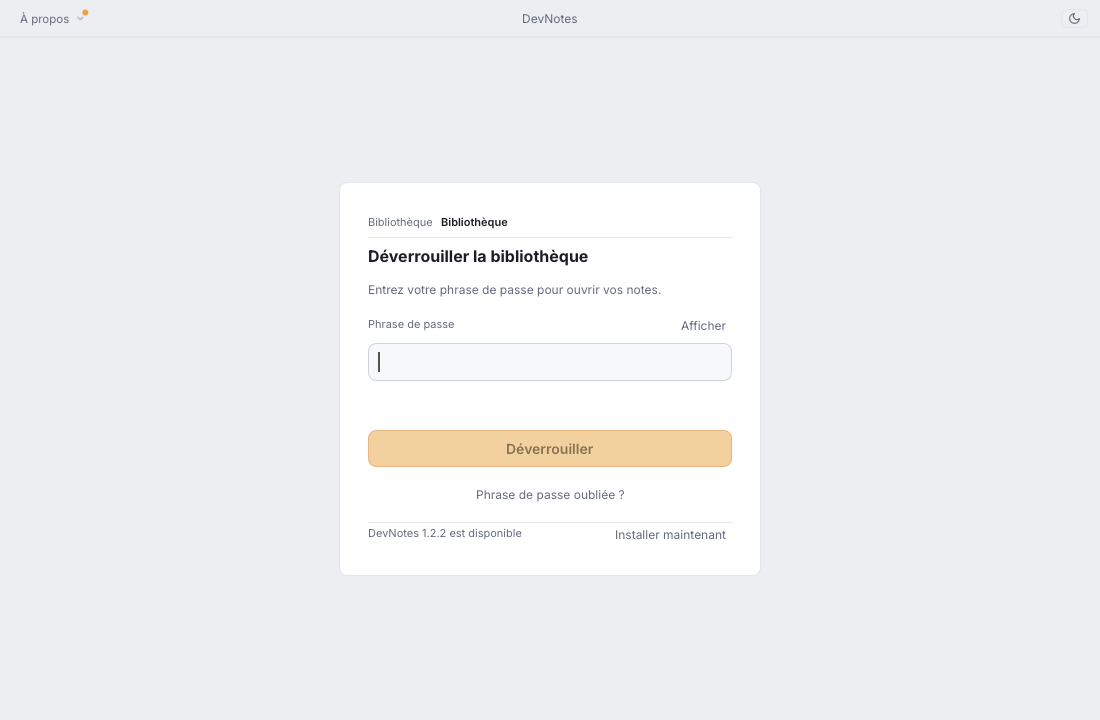 À propos
DevNotes
Bibliothèque Bibliothèque
Déverrouiller la bibliothèque
Entrez votre phrase de passe pour ouvrir vos notes.
Phrase de passe
Afficher
Déverrouiller
Phrase de passe oubliée ?
DevNotes 1.2.2 est disponible
Installer maintenant